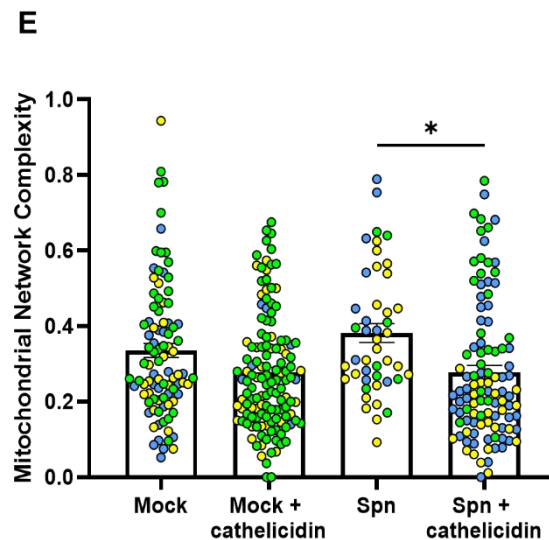 E
Mitochondrial Network Complexity
1.0
0.8
0.6
0.4
0.2
0.0
*
Mock
Mock +
cathelicidin
Spn
Spn +
cathelicidin